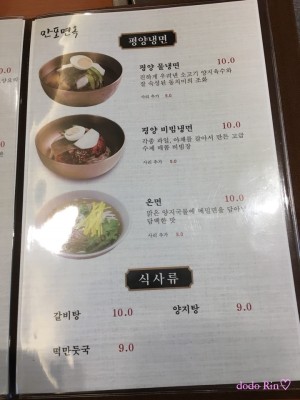 만포면옥
평양냉면
10.0
평양 물냉면 10.0
진하게 우려낸 소고기 양지육수와
잘 숙성된 동치미의 조화
사리 추가 5.0
평양 비빔냉면 10.0
각종 과일, 야채를 갈아서 만든 고급
수제 매콤 비빔장
사리 추가 5.0
온면 10.0
맑은 양지국물에 메밀면을 담아낸
담백한 맛
사리 추가 5.0
식사류
갈비탕 10.0 양지탕 9.0
떡만둣국 9.0
dodo Rin♡